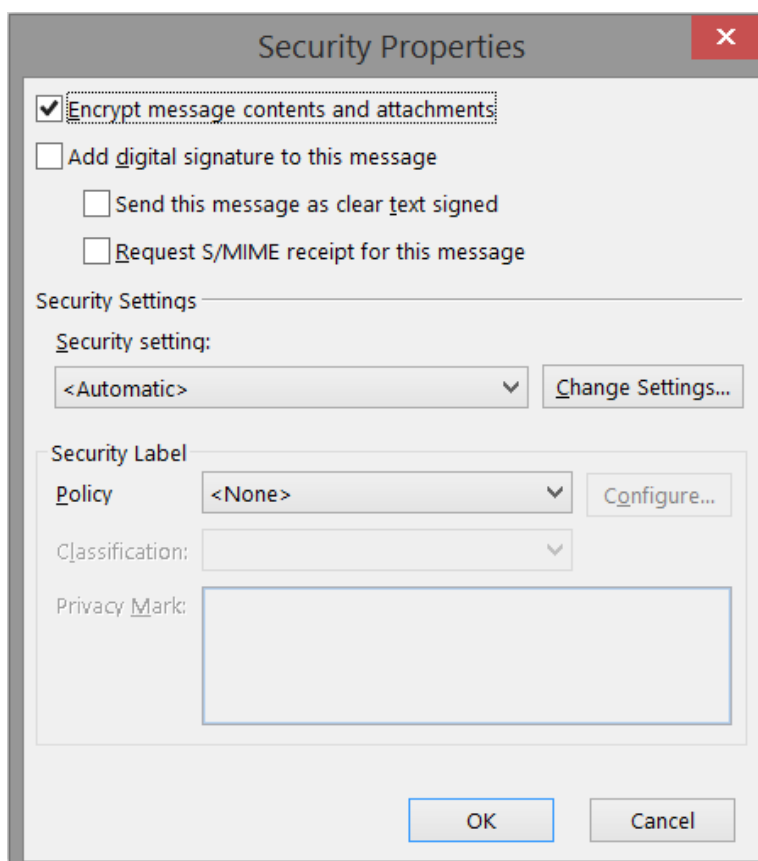 Security Properties
Encrypt message contents and attachments
Add digital signature to this message
Send this message as clear text signed
Request S/MIME receipt for this message
Security Settings
Security setting:
<Automatic>
Change Settings...
Security Label
Policy
<None>
Configure...
Classification:
Privacy Mark:
OK
Cancel